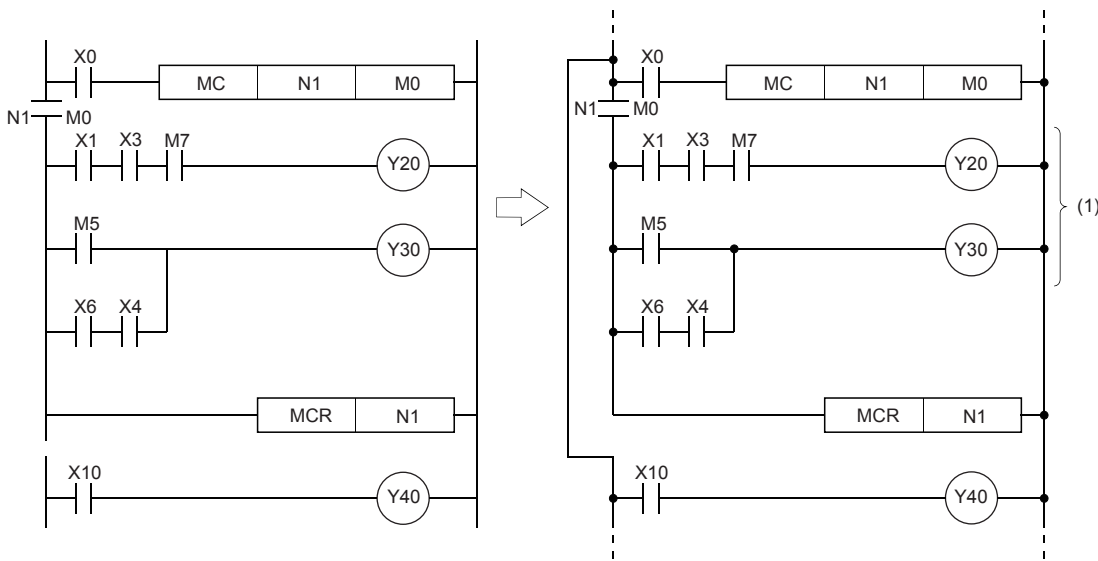 X0
MC N1 M0
N1 M0
X1 X3 M7
Y20
M5
Y30
X6 X4
MCR N1
X10
Y40
X0
MC N1 M0
N1 M0
X1 X3 M7
Y20
(1)
M5
Y30
X6 X4
MCR N1
X10
Y40